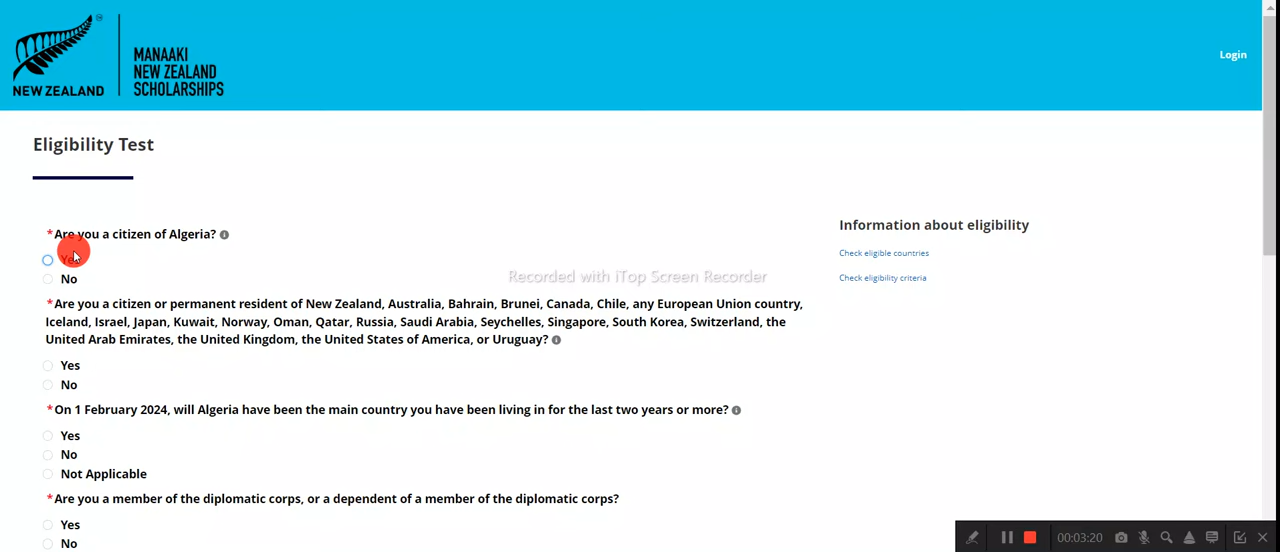 NEW ZEALAND
MANAAKI
NEW ZEALAND
SCHOLARSHIPS
Login
Eligibility Test
*Are you a citizen of Algeria?
Yes
No
*Are you a citizen or permanent resident of New Zealand, Australia, Bahrain, Brunei, Canada, Chile, any European Union country,
Iceland, Israel, Japan, Kuwait, Norway, Oman, Qatar, Russia, Saudi Arabia, Seychelles, Singapore, South Korea, Switzerland, the
United Arab Emirates, the United Kingdom, the United States of America, or Uruguay?
Yes
No
*On 1 February 2024, will Algeria have been the main country you have been living in for the last two years or more?
Yes
No
Not Applicable
*Are you a member of the diplomatic corps, or a dependent of a member of the diplomatic corps?
Yes
No
Information about eligibility
Check eligible countries
Check eligibility criteria
Recorded with iTop Screen Recorder
00:03:20